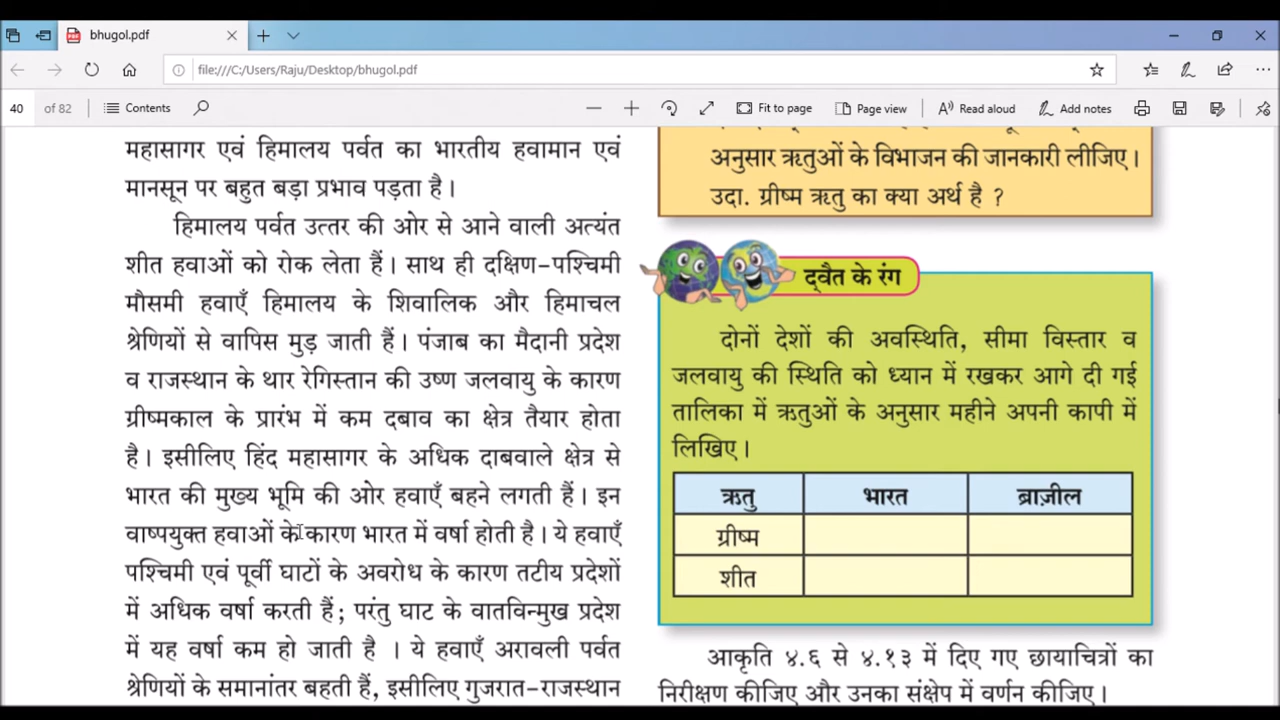 bhugol.pdf
file:///C:/Users/Raju/Desktop/bhugol.pdf
40 of 82 Contents Fit to page Page view Read aloud Add notes
महासागर एवं हिमालय पर्वत का भारतीय हवामान एवं
मानसून पर बहुत बड़ा प्रभाव पड़ता है।
हिमालय पर्वत उत्तर की ओर से आने वाली अत्यंत
शीत हवाओं को रोक लेता हैं। साथ ही दक्षिण-पश्चिमी
मौसमी हवाएँ हिमालय के शिवालिक और हिमाचल
श्रेणियों से वापिस मुड़ जाती हैं। पंजाब का मैदानी प्रदेश
व राजस्थान के थार रेगिस्तान की उष्ण जलवायु के कारण
ग्रीष्मकाल के प्रारंभ में कम दबाव का क्षेत्र तैयार होता
है। इसीलिए हिंद महासागर के अधिक दाबवाले क्षेत्र से
भारत की मुख्य भूमि की ओर हवाएँ बहने लगती हैं। इन
वाष्पयुक्त हवाओं के कारण भारत में वर्षा होती है। ये हवाएँ
पश्चिमी एवं पूर्वी घाटों के अवरोध के कारण तटीय प्रदेशों
में अधिक वर्षा करती हैं; परंतु घाट के वातविन्मुख प्रदेश
में यह वर्षा कम हो जाती है । ये हवाएँ अरावली पर्वत
श्रेणियों के समानांतर बहती हैं, इसीलिए गुजरात-राजस्थान
अनुसार ऋतुओं के विभाजन की जानकारी लीजिए।
उदा. ग्रीष्म ऋतु का क्या अर्थ है ?
द्वैत के रंग
दोनों देशों की अवस्थिति, सीमा विस्तार व
जलवायु की स्थिति को ध्यान में रखकर आगे दी गई
तालिका में ऋतुओं के अनुसार महीने अपनी कापी में
लिखिए।
ऋतु भारत ब्राज़ील
ग्रीष्म
शीत
आकृति ४.६ से ४.१३ में दिए गए छायाचित्रों का
निरीक्षण कीजिए और उनका संक्षेप में वर्णन कीजिए।